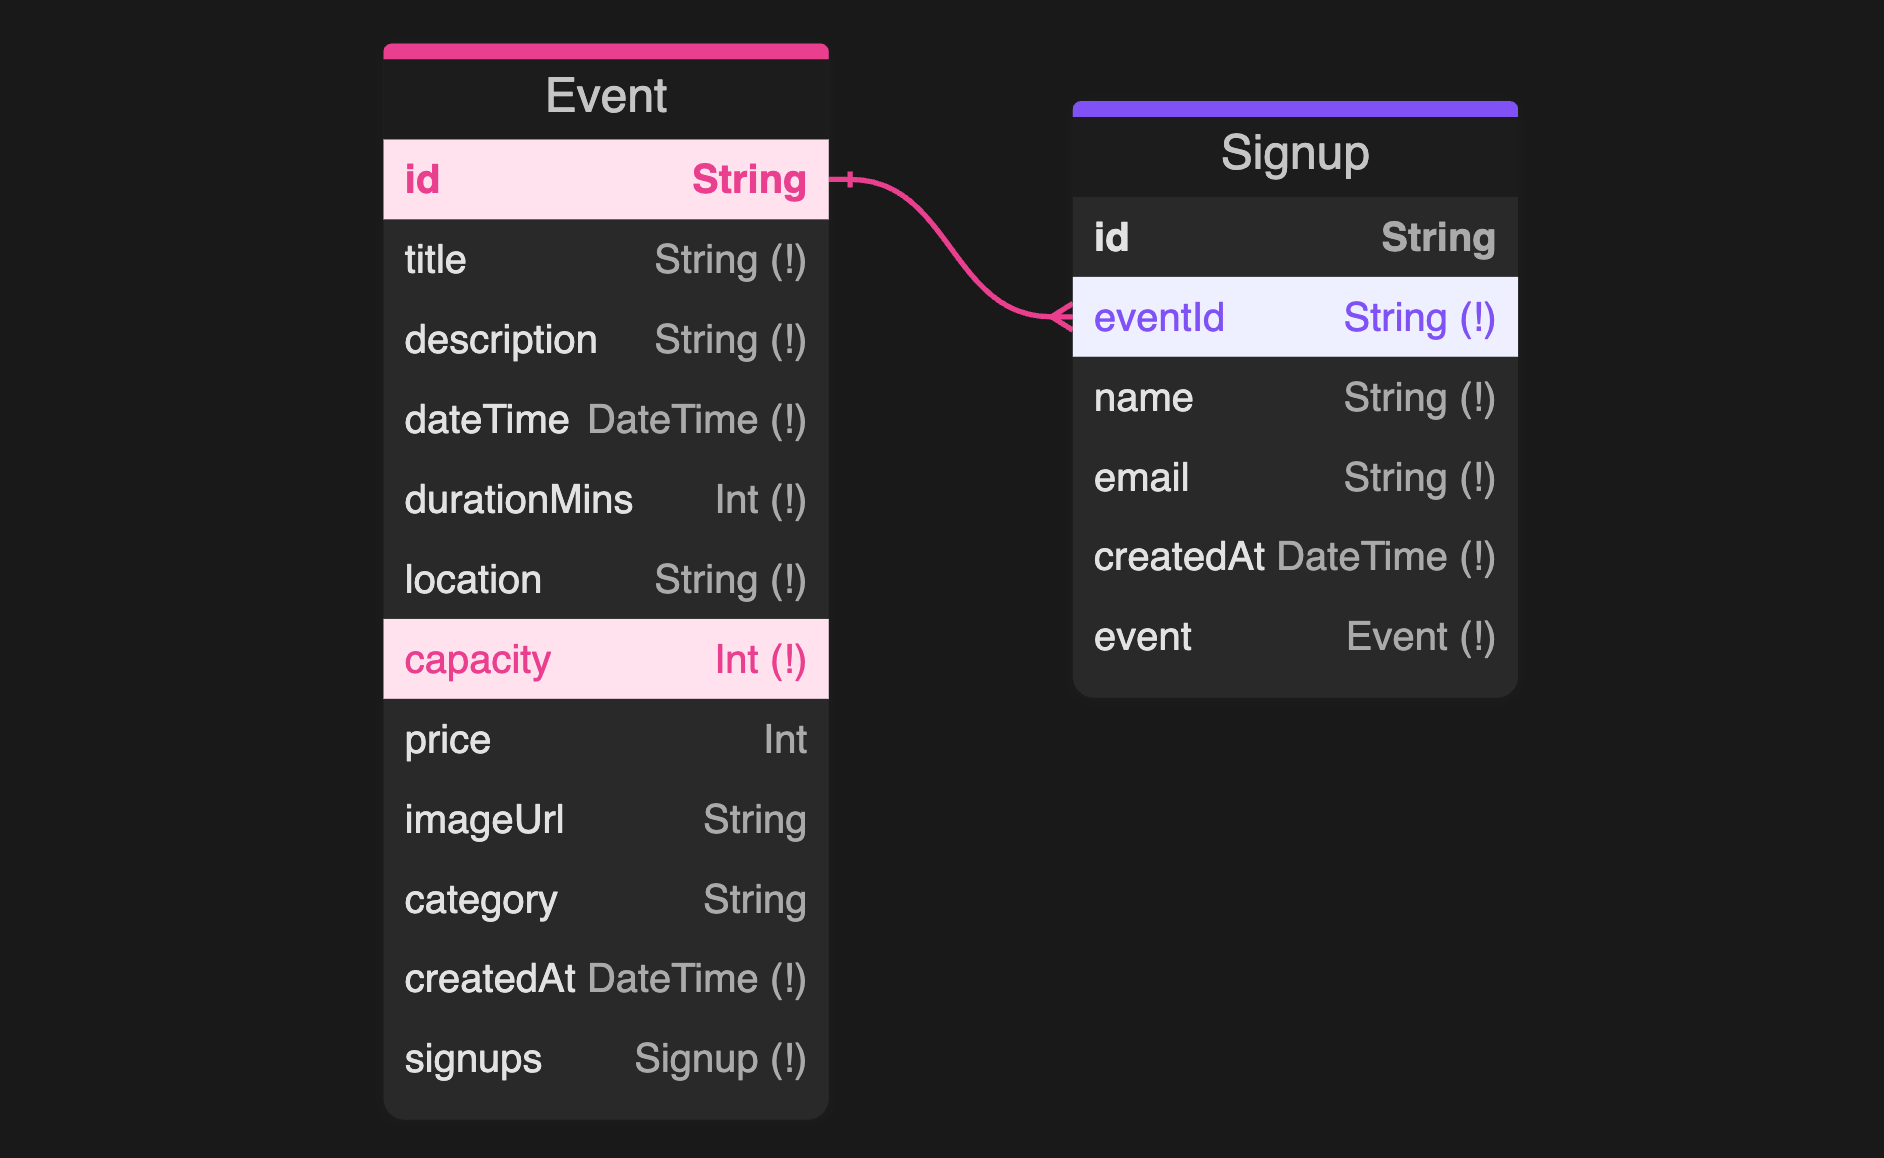 Event
id String
title String (!)
description String (!)
dateTime DateTime (!)
durationMins Int (!)
location String (!)
capacity Int (!)
price Int
imageUrl String
category String
createdAt DateTime (!)
signups Signup (!)
Signup
id String
eventId String (!)
name String (!)
email String (!)
createdAt DateTime (!)
event Event (!)